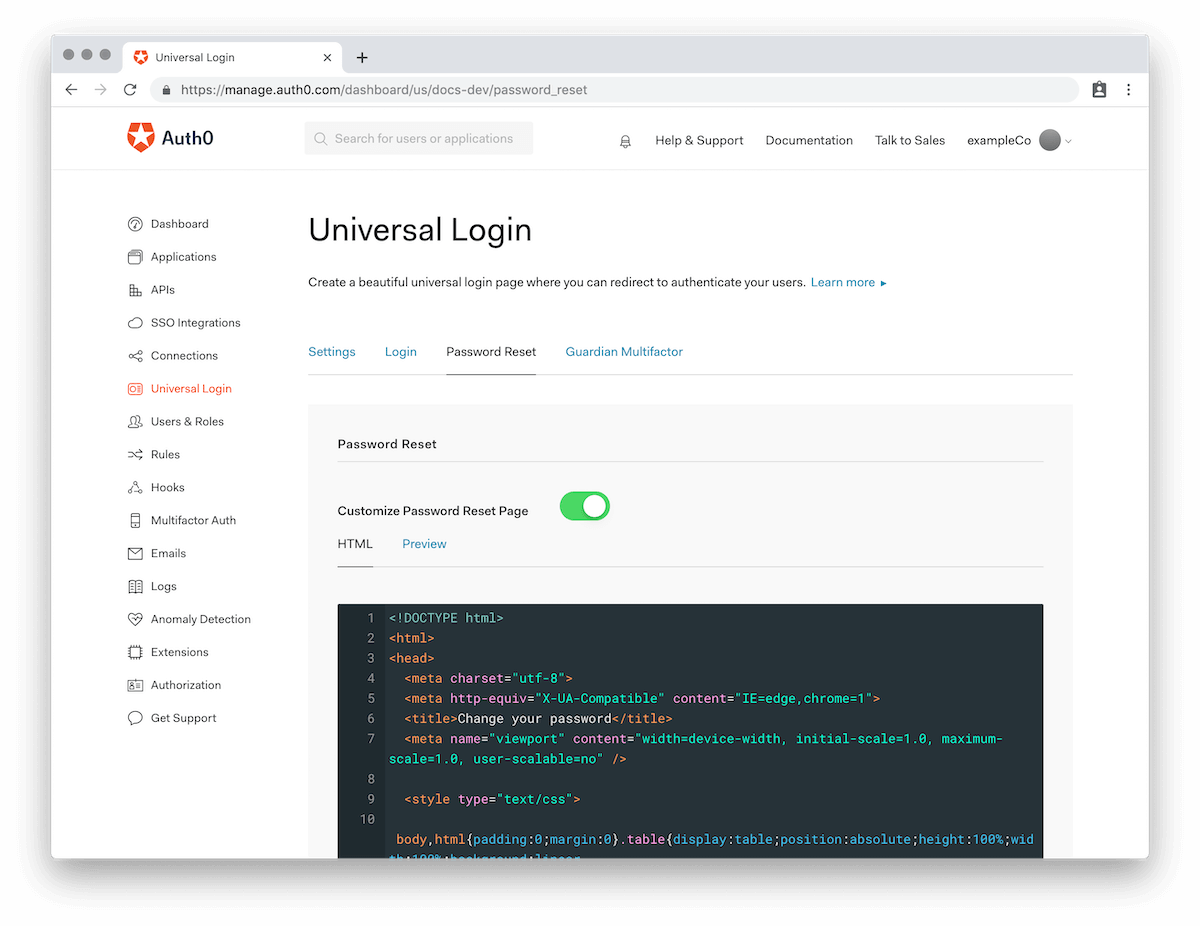 Universal Login
https://manage.auth0.com/dashboard/us/docs-dev/password_reset
Auth0
Search for users or applications
Help & Support
Documentation
Talk to Sales
exampleCo
Dashboard
Applications
APIs
SSO Integrations
Connections
Universal Login
Users & Roles
Rules
Hooks
Multifactor Auth
Emails
Logs
Anomaly Detection
Extensions
Authorization
Get Support
Universal Login
Create a beautiful universal login page where you can redirect to authenticate your users. Learn more ▸
Settings
Login
Password Reset
Guardian Multifactor
Password Reset
Customize Password Reset Page
HTML
Preview
1 <!DOCTYPE html>
2 <html>
3 <head>
4 <meta charset="utf-8">
5 <meta http-equiv="X-UA-Compatible" content="IE=edge,chrome=1">
6 <title>Change your password</title>
7 <meta name="viewport" content="width=device-width, initial-scale=1.0, maximum-
scale=1.0, user-scalable=no" />
8
9 <style type="text/css">
10
body,html{padding:0;margin:0}.table{display:table;position:absolute;height:100%;wid
th:100%;background:linear